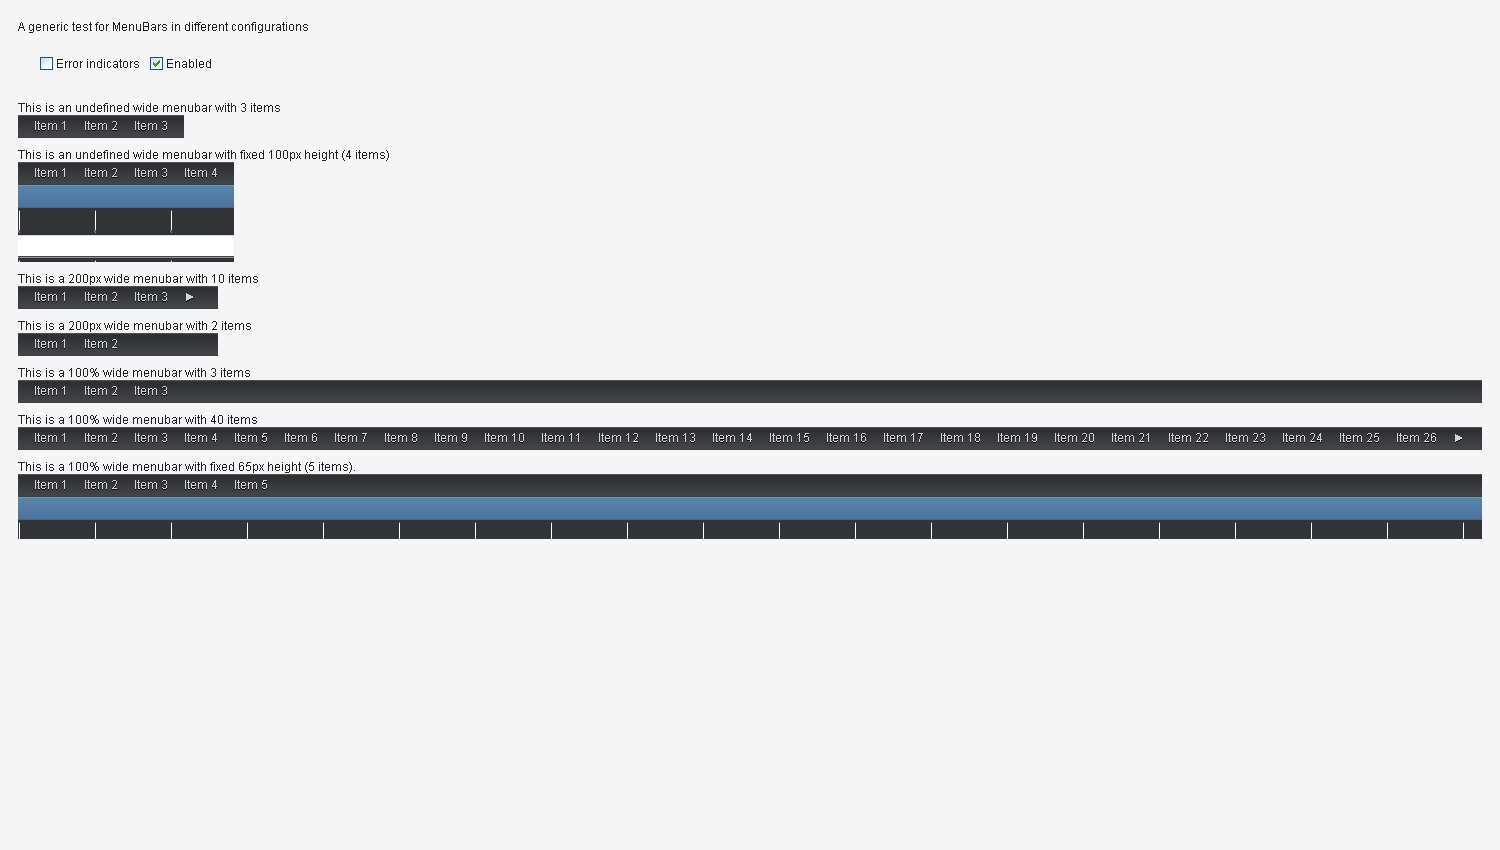 A generic test for MenuBars in different configurations
Error indicators Enabled
This is an undefined wide menubar with 3 items
Item 1 Item 2 Item 3
This is an undefined wide menubar with fixed 100px height (4 items)
Item 1 Item 2 Item 3 Item 4
This is a 200px wide menubar with 10 items
Item 1 Item 2 Item 3 ►
This is a 200px wide menubar with 2 items
Item 1 Item 2
This is a 100% wide menubar with 3 items
Item 1 Item 2 Item 3
This is a 100% wide menubar with 40 items
Item 1 Item 2 Item 3 Item 4 Item 5 Item 6 Item 7 Item 8 Item 9 Item 10 Item 11 Item 12 Item 13 Item 14 Item 15 Item 16 Item 17 Item 18 Item 19 Item 20 Item 21 Item 22 Item 23 Item 24 Item 25 Item 26 ►
This is a 100% wide menubar with fixed 65px height (5 items).
Item 1 Item 2 Item 3 Item 4 Item 5